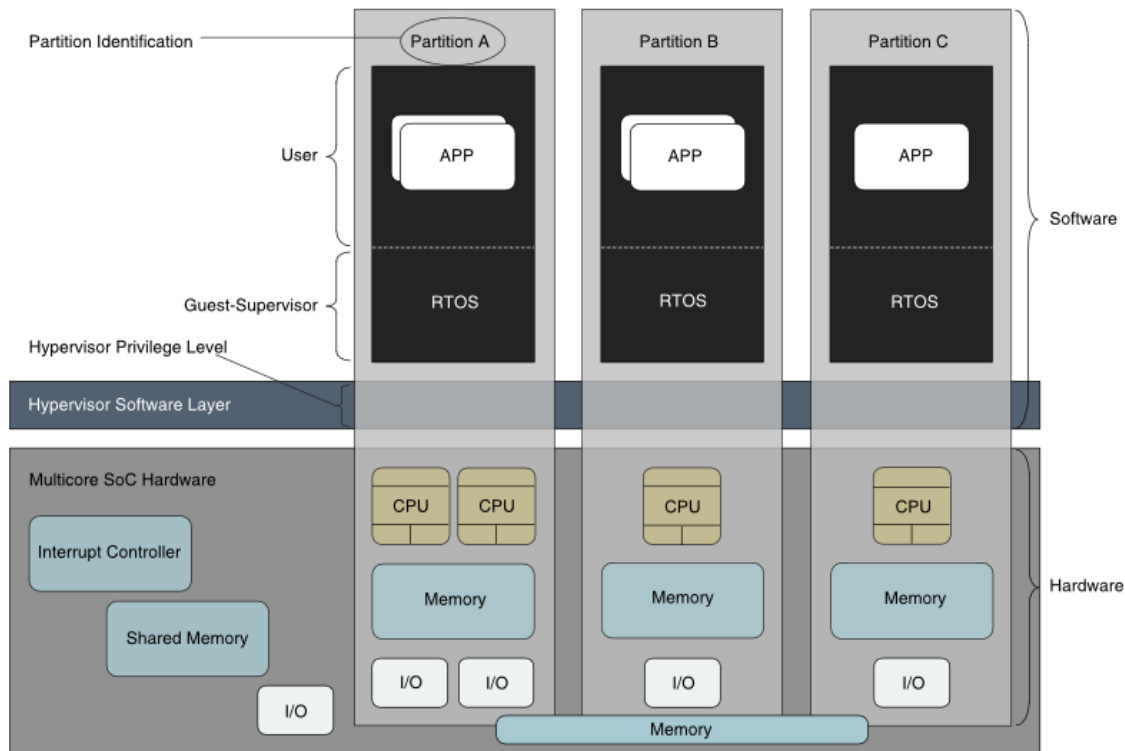 Partition Identification
Partition A
Partition B
Partition C
User
APP
APP
APP
Software
Guest-Supervisor
RTOS
RTOS
RTOS
Hypervisor Privilege Level
Hypervisor Software Layer
Multicore SoC Hardware
CPU
CPU
CPU
CPU
Interrupt Controller
Memory
Memory
Memory
Hardware
Shared Memory
I/O
I/O
I/O
I/O
I/O
Memory